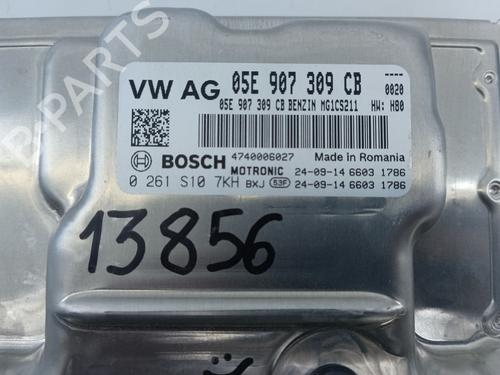 VW AG 05E 907 309 CB ----
0020
05E 907 309 CB BENZIN MG1CS211 HW: H80
BOSCH 4740006027 Made in Romania
MOTRONIC 24-09-14 6603 1786
0 261 S10 7KH BXJ 53F 24-09-14 6603 1786
13856
B-PARTS